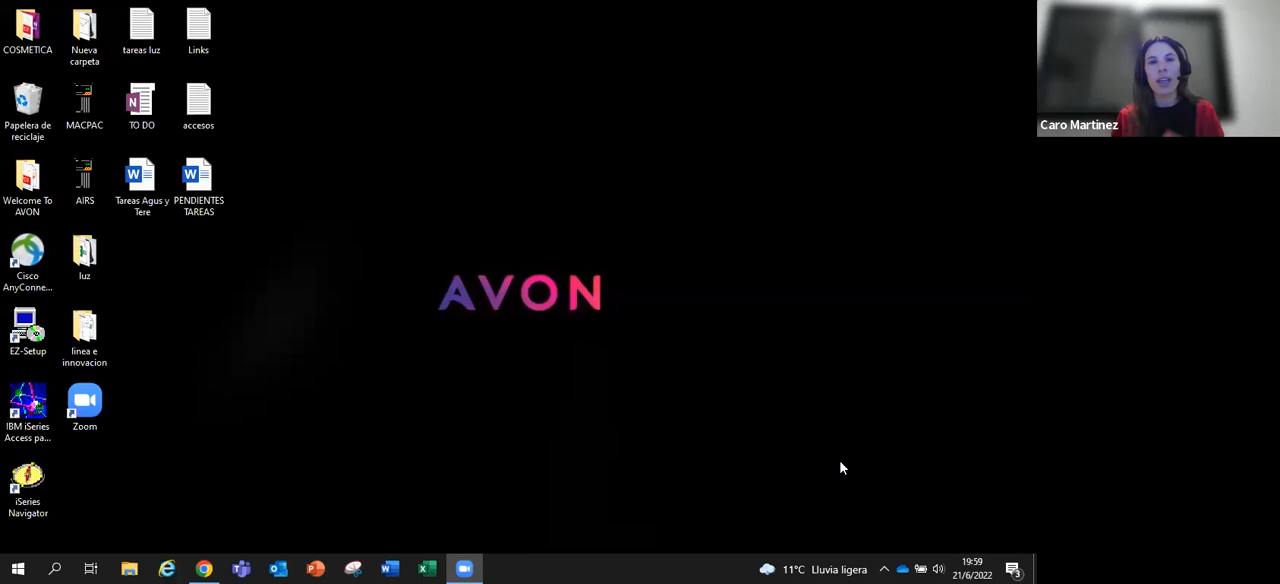 COSMETICA
Nueva
carpeta
tareas luz
Links
Papelera de
reciclaje
MACPAC
TO DO
accesos
Welcome To
AVON
AIRS
Tareas Agus y
Tere
PENDIENTES
TAREAS
Cisco
AnyConne...
luz
EZ-Setup
linea e
innovacion
IBM iSeries
Access pa...
Zoom
iSeries
Navigator
AVON
Caro Martinez
11°C Lluvia ligera
19:59
21/6/2022
3